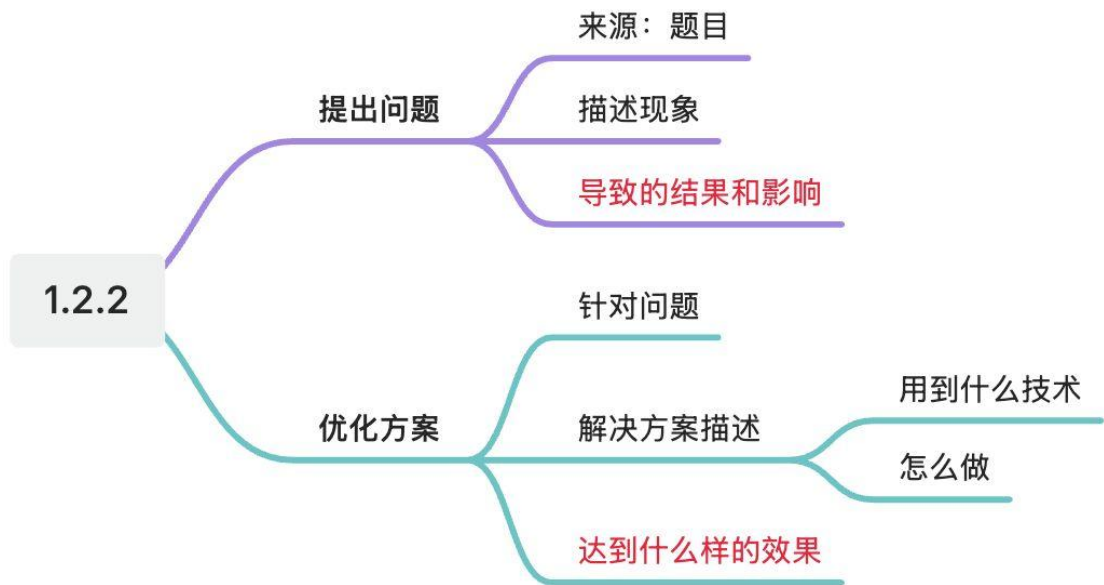 来源：题目
提出问题
描述现象
导致的结果和影响
1.2.2
针对问题
优化方案
解决方案描述
用到什么技术
怎么做
达到什么样的效果